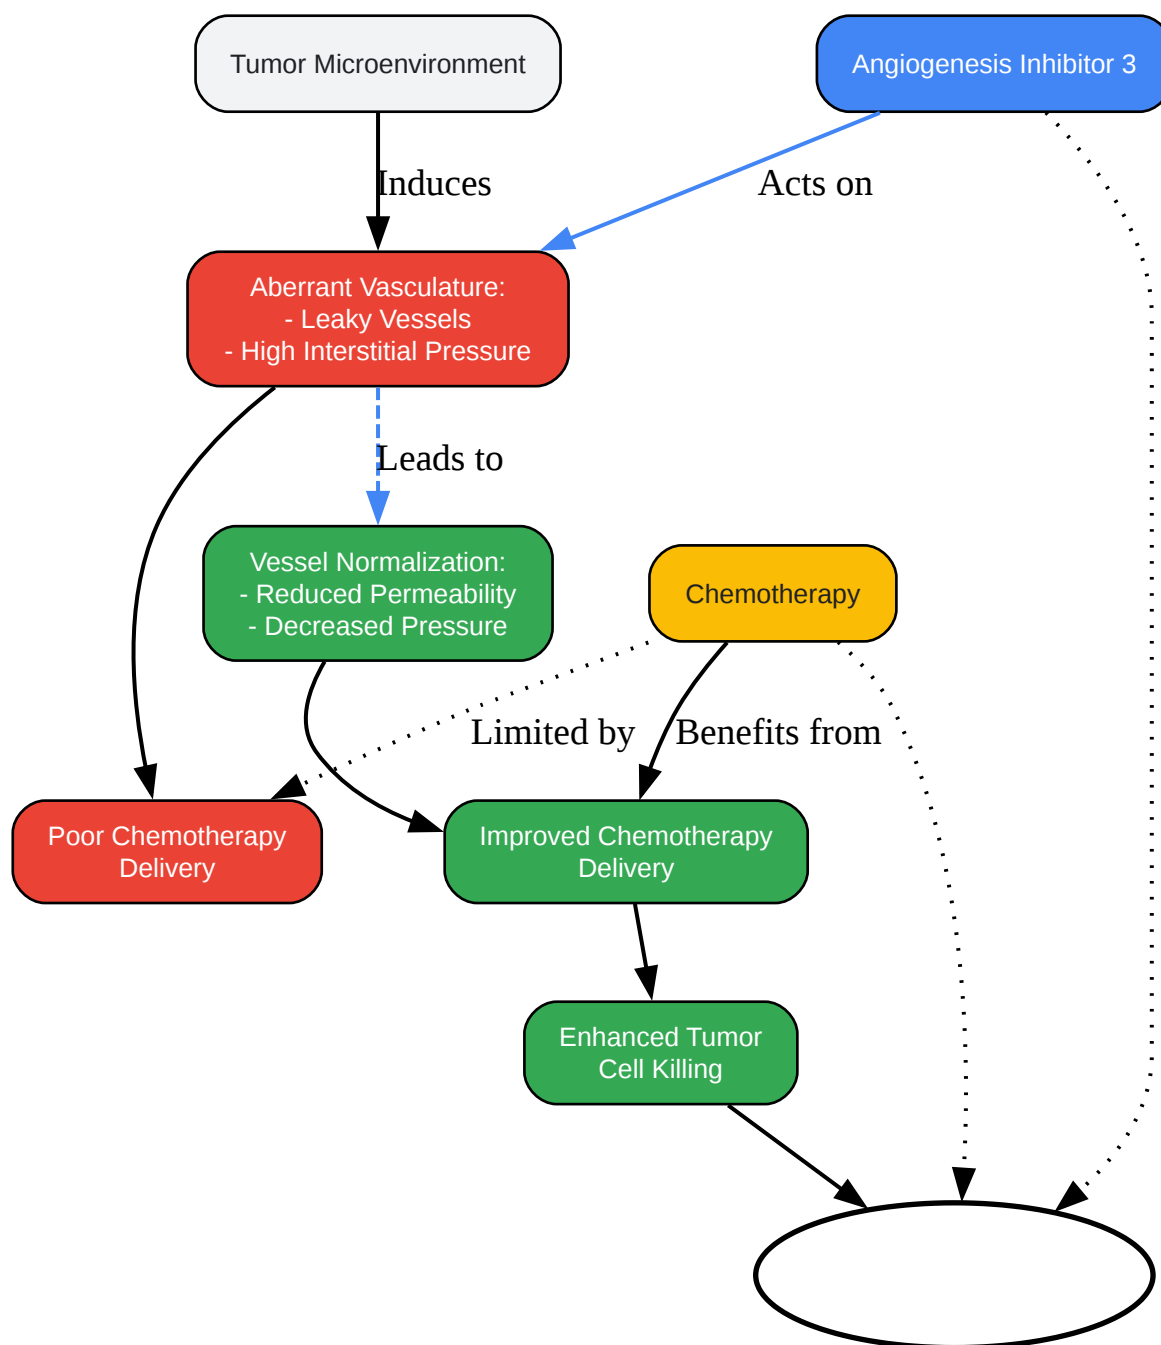 Tumor Microenvironment
Angiogenesis Inhibitor 3
Induces
Acts on
Aberrant Vasculature:
- Leaky Vessels
- High Interstitial Pressure
Leads to
Vessel Normalization:
- Reduced Permeability
- Decreased Pressure
Chemotherapy
Limited by
Benefits from
Poor Chemotherapy
Delivery
Improved Chemotherapy
Delivery
Enhanced Tumor
Cell Killing